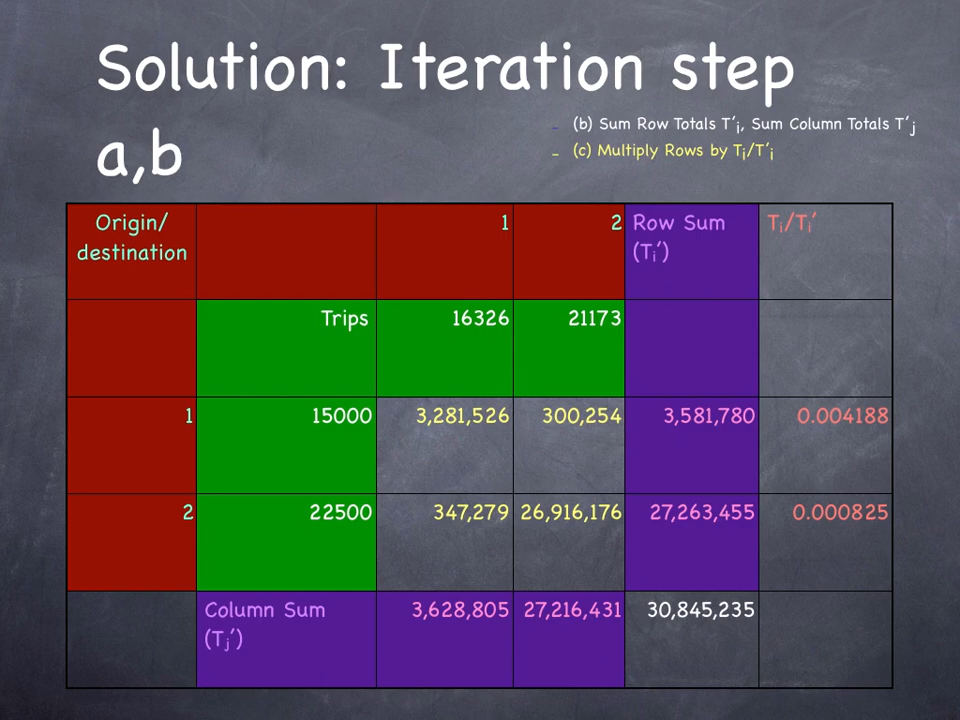 Solution: Iteration step
a,b
– (b) Sum Row Totals T′i, Sum Column Totals T′j
– (c) Multiply Rows by Ti/T′i
Origin/ 1 2 Row Sum Ti/Ti′
destination (Ti′)
Trips 16326 21173
1 15000 3,281,526 300,254 3,581,780 0.004188
2 22500 347,279 26,916,176 27,263,455 0.000825
Column Sum 3,628,805 27,216,431 30,845,235
(Tj′)